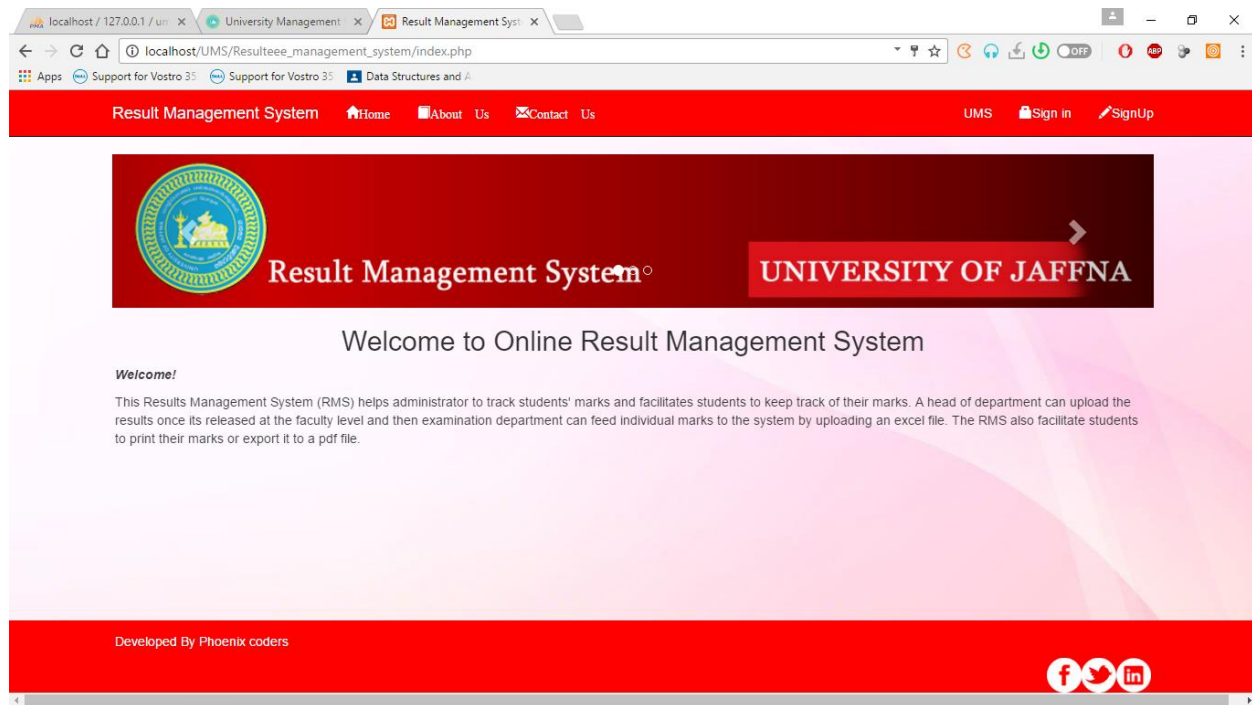 localhost / 127.0.0.1 / um
University Management
Result Management Syst
localhost/UMS/Resulteee_management_system/index.php
OFF
ABP
Apps
Support for Vostro 35
Support for Vostro 35
Data Structures and A
Result Management System
Home
About Us
Contact Us
UMS
Sign in
SignUp
Result Management System
UNIVERSITY OF JAFFNA
Welcome to Online Result Management System
Welcome!
This Results Management System (RMS) helps administrator to track students' marks and facilitates students to keep track of their marks. A head of department can upload the
results once its released at the faculty level and then examination department can feed individual marks to the system by uploading an excel file. The RMS also facilitate students
to print their marks or export it to a pdf file.
Developed By Phoenix coders